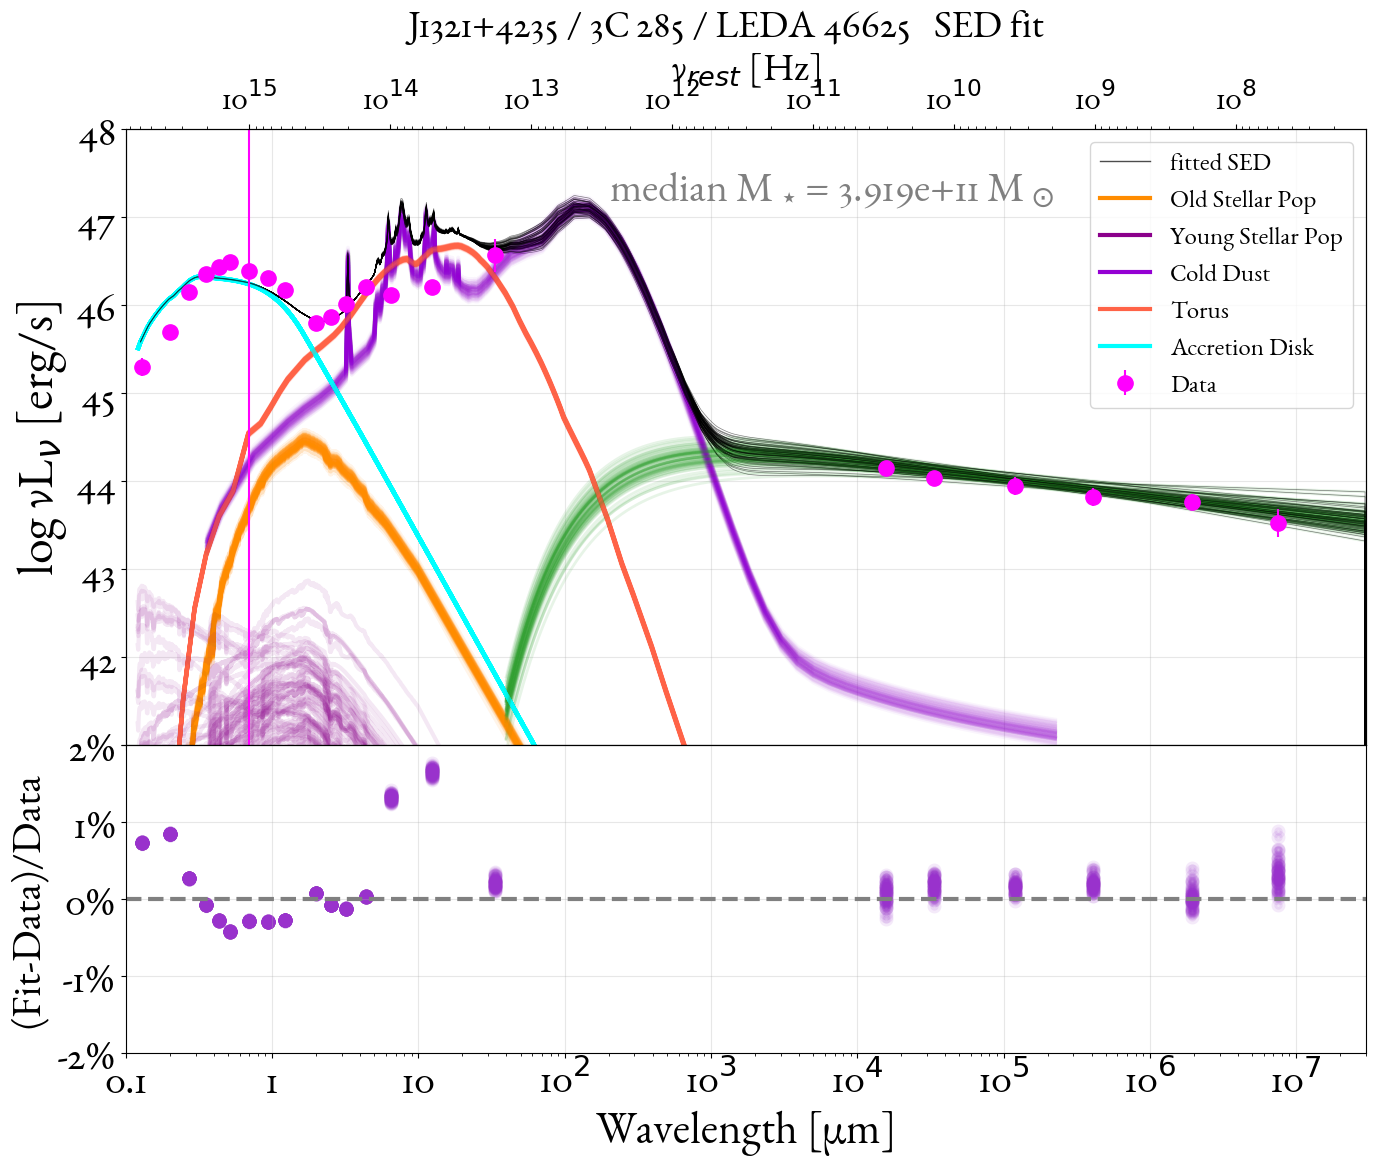 J1321+4235 / 3C 285 / LEDA 46625 SED fit
ν_rest [Hz]
10^15 10^14 10^13 10^12 10^11 10^10 10^9 10^8
48
47
46
45
44
43
42
log νL_ν [erg/s]
median M ⋆ = 3.919e+11 M ⊙
fitted SED
Old Stellar Pop
Young Stellar Pop
Cold Dust
Torus
Accretion Disk
Data
2%
1%
0%
-1%
-2%
(Fit-Data)/Data
0.1 1 10 10^2 10^3 10^4 10^5 10^6 10^7
Wavelength [μm]